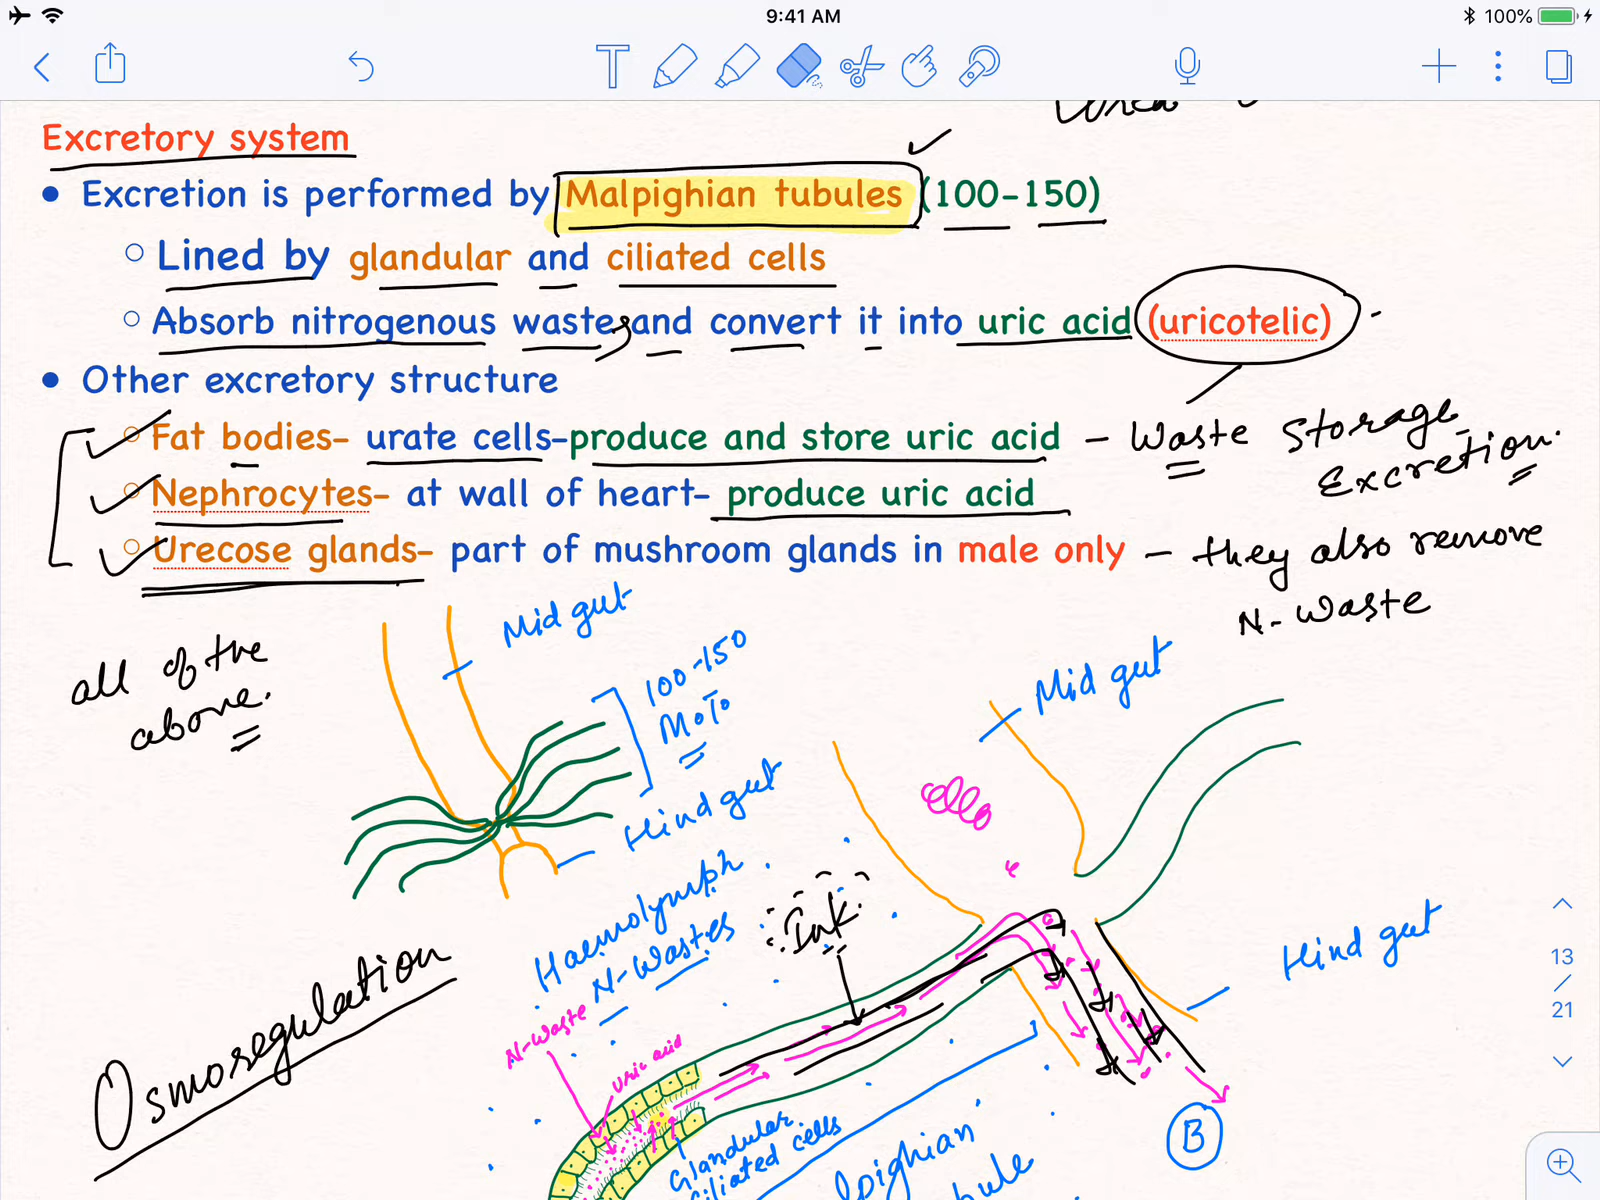 9:41 AM
100%
Excretory system
• Excretion is performed by Malpighian tubules (100-150)
○ Lined by glandular and ciliated cells
○ Absorb nitrogenous waste, and convert it into uric acid (uricotelic)
• Other excretory structure
○ Fat bodies- urate cells-produce and store uric acid - Waste Storage
Excretion.
○ Nephrocytes- at wall of heart- produce uric acid
○ Urecose glands- part of mushroom glands in male only - they also remove
N-waste
all of the
above.
Mid gut
100-150
M.T.
Hind gut
Mid gut
Haemolymph
N-Wastes
Ink
Hind gut
N-waste
Uric acid
Osmoregulation
Glandular
ciliated cells
B
13
/
21